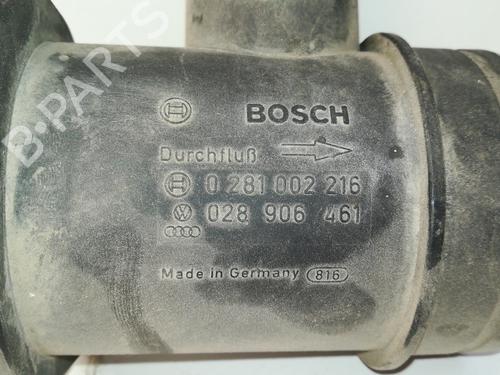 BOSCH
Durchfluß
0 281 002 216
028 906 461
Made in Germany 816
B-PARTS